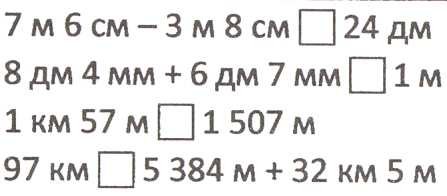 7 м 6 см – 3 м 8 см □ 24 дм
8 дм 4 мм + 6 дм 7 мм □ 1 м
1 км 57 м □ 1 507 м
97 км □ 5 384 м + 32 км 5 м